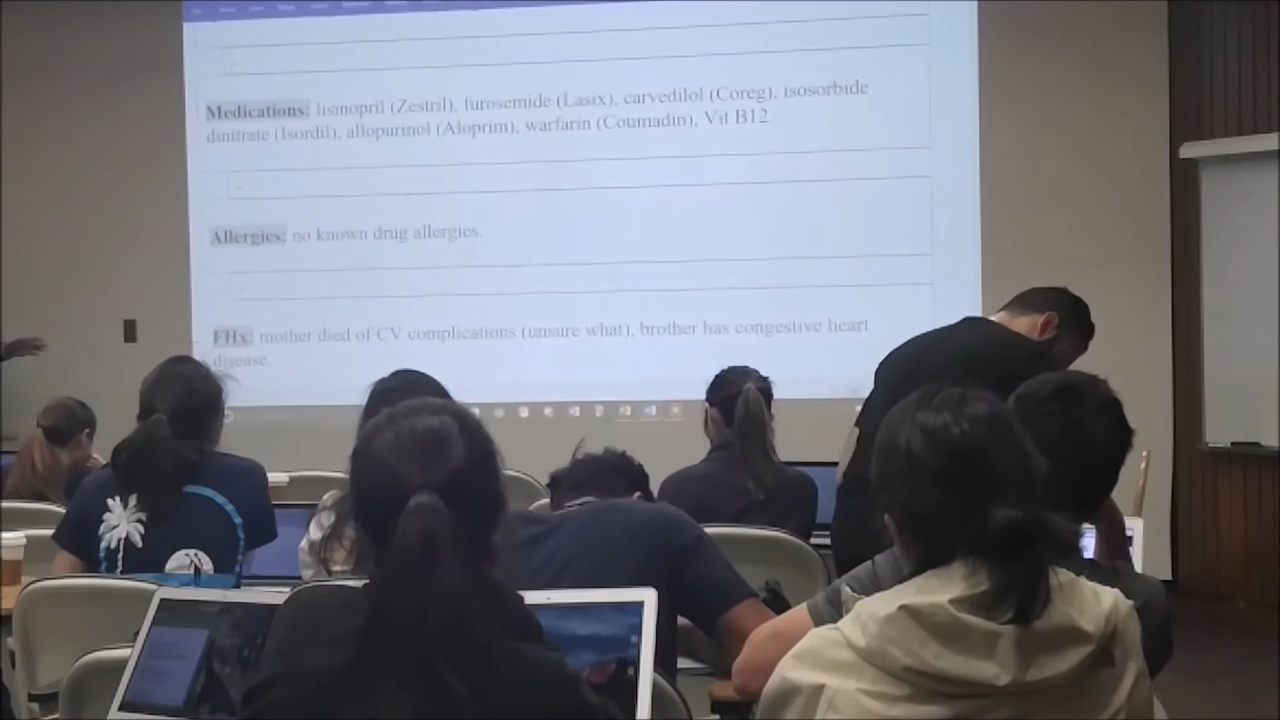 Medications: lisinopril (Zestril), furosemide (Lasix), carvedilol (Coreg), isosorbide
dinitrate (Isordil), allopurinol (Aloprim), warfarin (Coumadin), Vit B12
Allergies: no known drug allergies.
FHx: mother died of CV complications (unsure what), brother has congestive heart
disease.